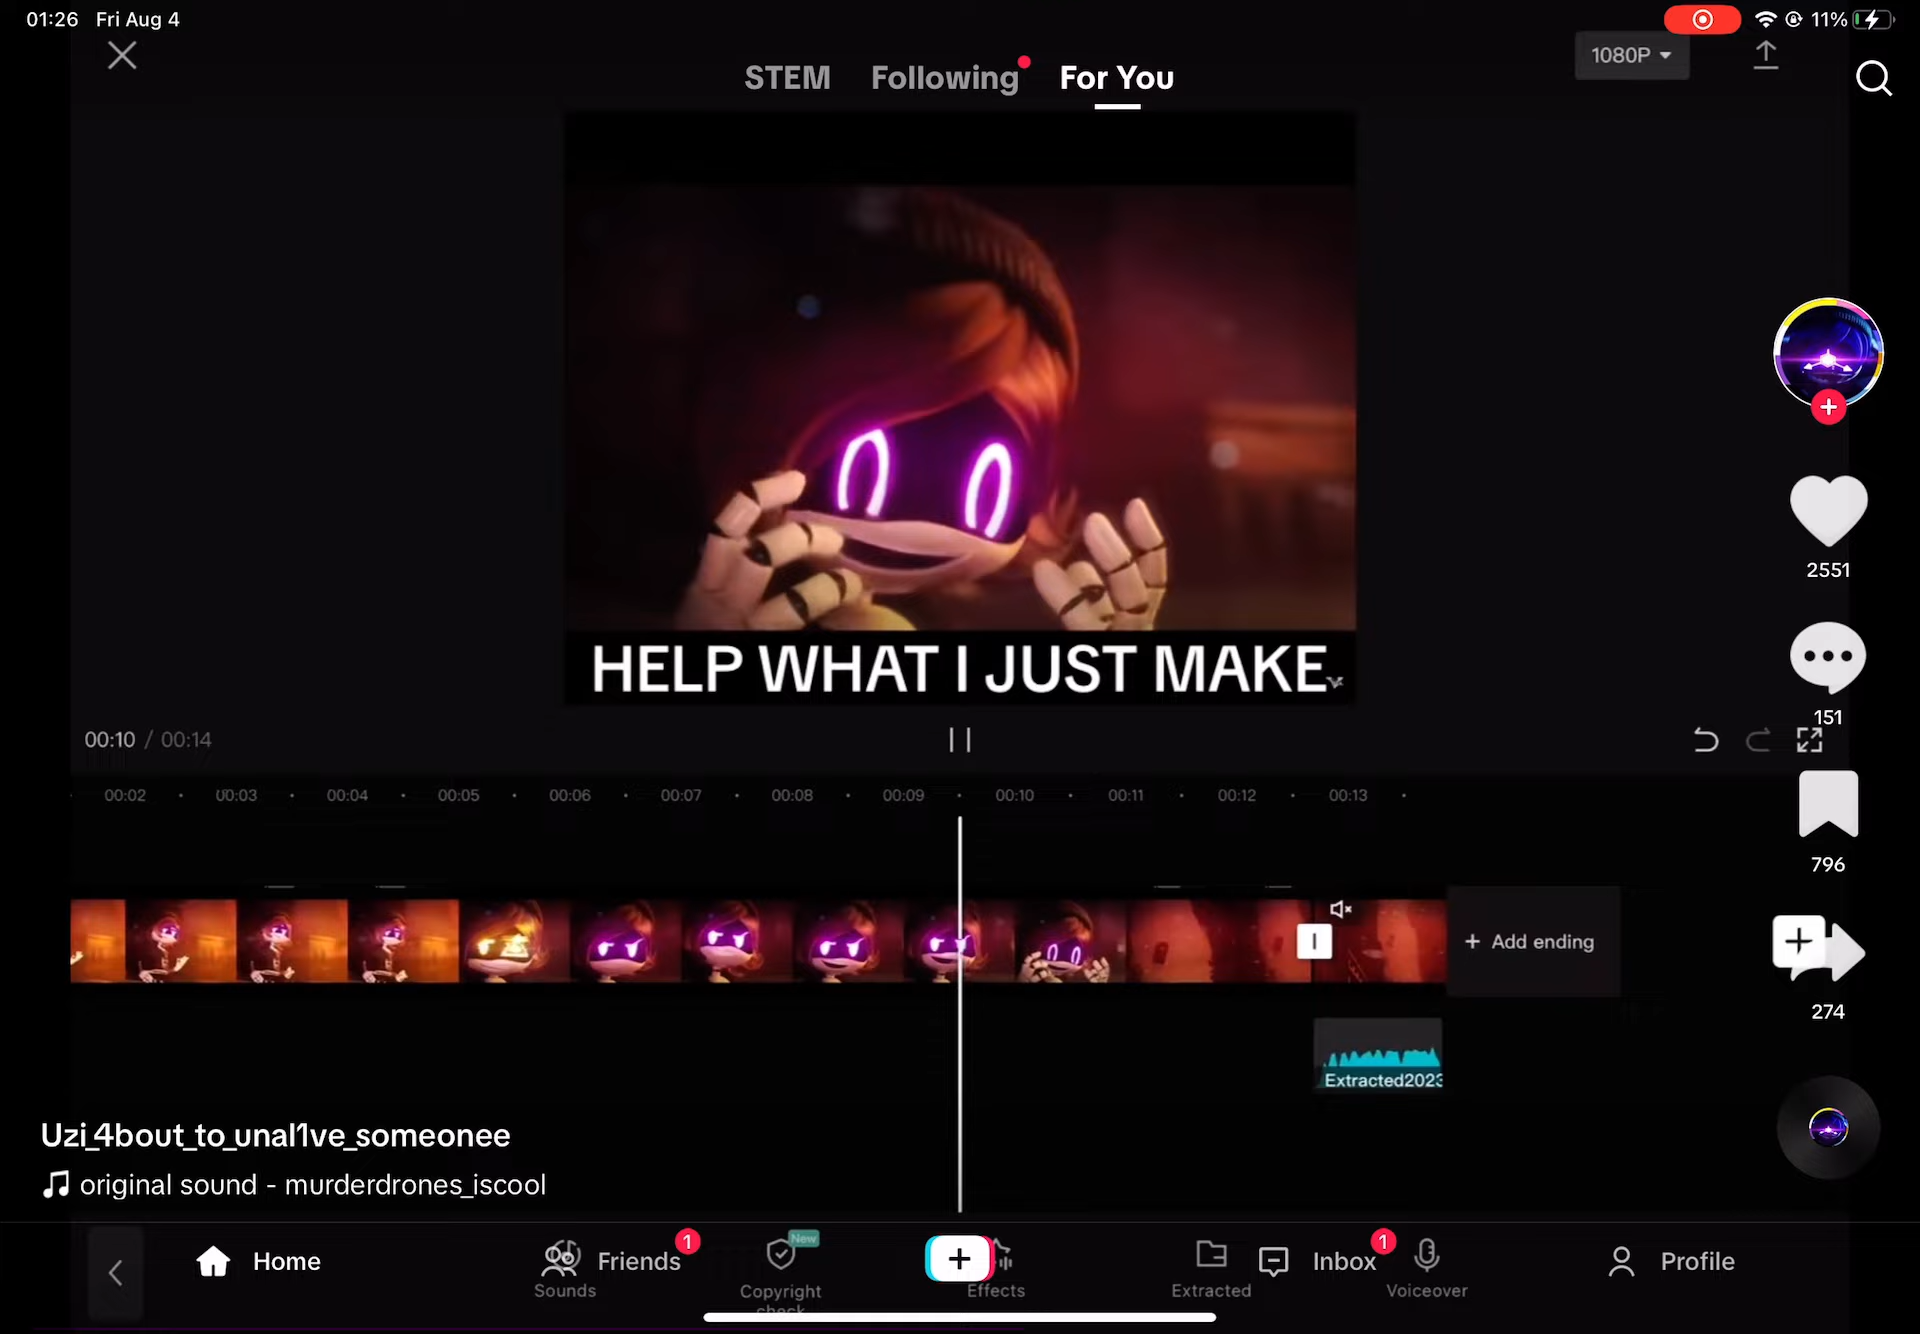 01:26 Fri Aug 4
11%
STEM Following For You
1080P
HELP WHAT I JUST MAKE
2551
151
00:10 / 00:14
00:02 00:03 00:04 00:05 00:06 00:07 00:08 00:09 00:10 00:11 00:12 00:13
796
+ Add ending
274
Extracted2023
Uzi_4bout_to_unal1ve_someonee
original sound - murderdrones_iscool
New
1
1
Home Friends Inbox Profile
Sounds Copyright check Effects Extracted Voiceover